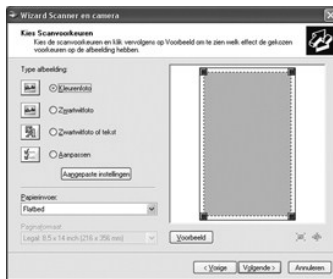 Wizard Scanner en camera
Kies Scanvoorkeuren
Kies de scanvoorkeuren en klik vervolgens op Voorbeeld om te zien welk effect de gekozen
voorkeuren op de afbeelding hebben.
Type afbeelding:
Kleurenfoto
Zwartwitfoto
Zwartwitfoto of tekst
Aanpassen
Aangepaste instellingen
Papierinvoer:
Flatbed
Paginaformaat:
Legal: 8,5 x 14 inch (216 x 356 mm)
Voorbeeld
< Vorige
Volgende >
Annuleren